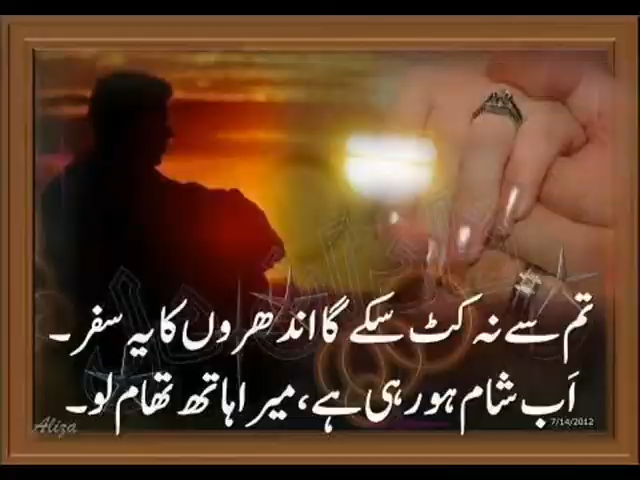 تم سے نہ کٹ سکے گا اندھروں کا یہ سفر۔
اَب شام ہو رہی ہے، میرا ہاتھ تھام لو۔
Aliza
7/14/2012